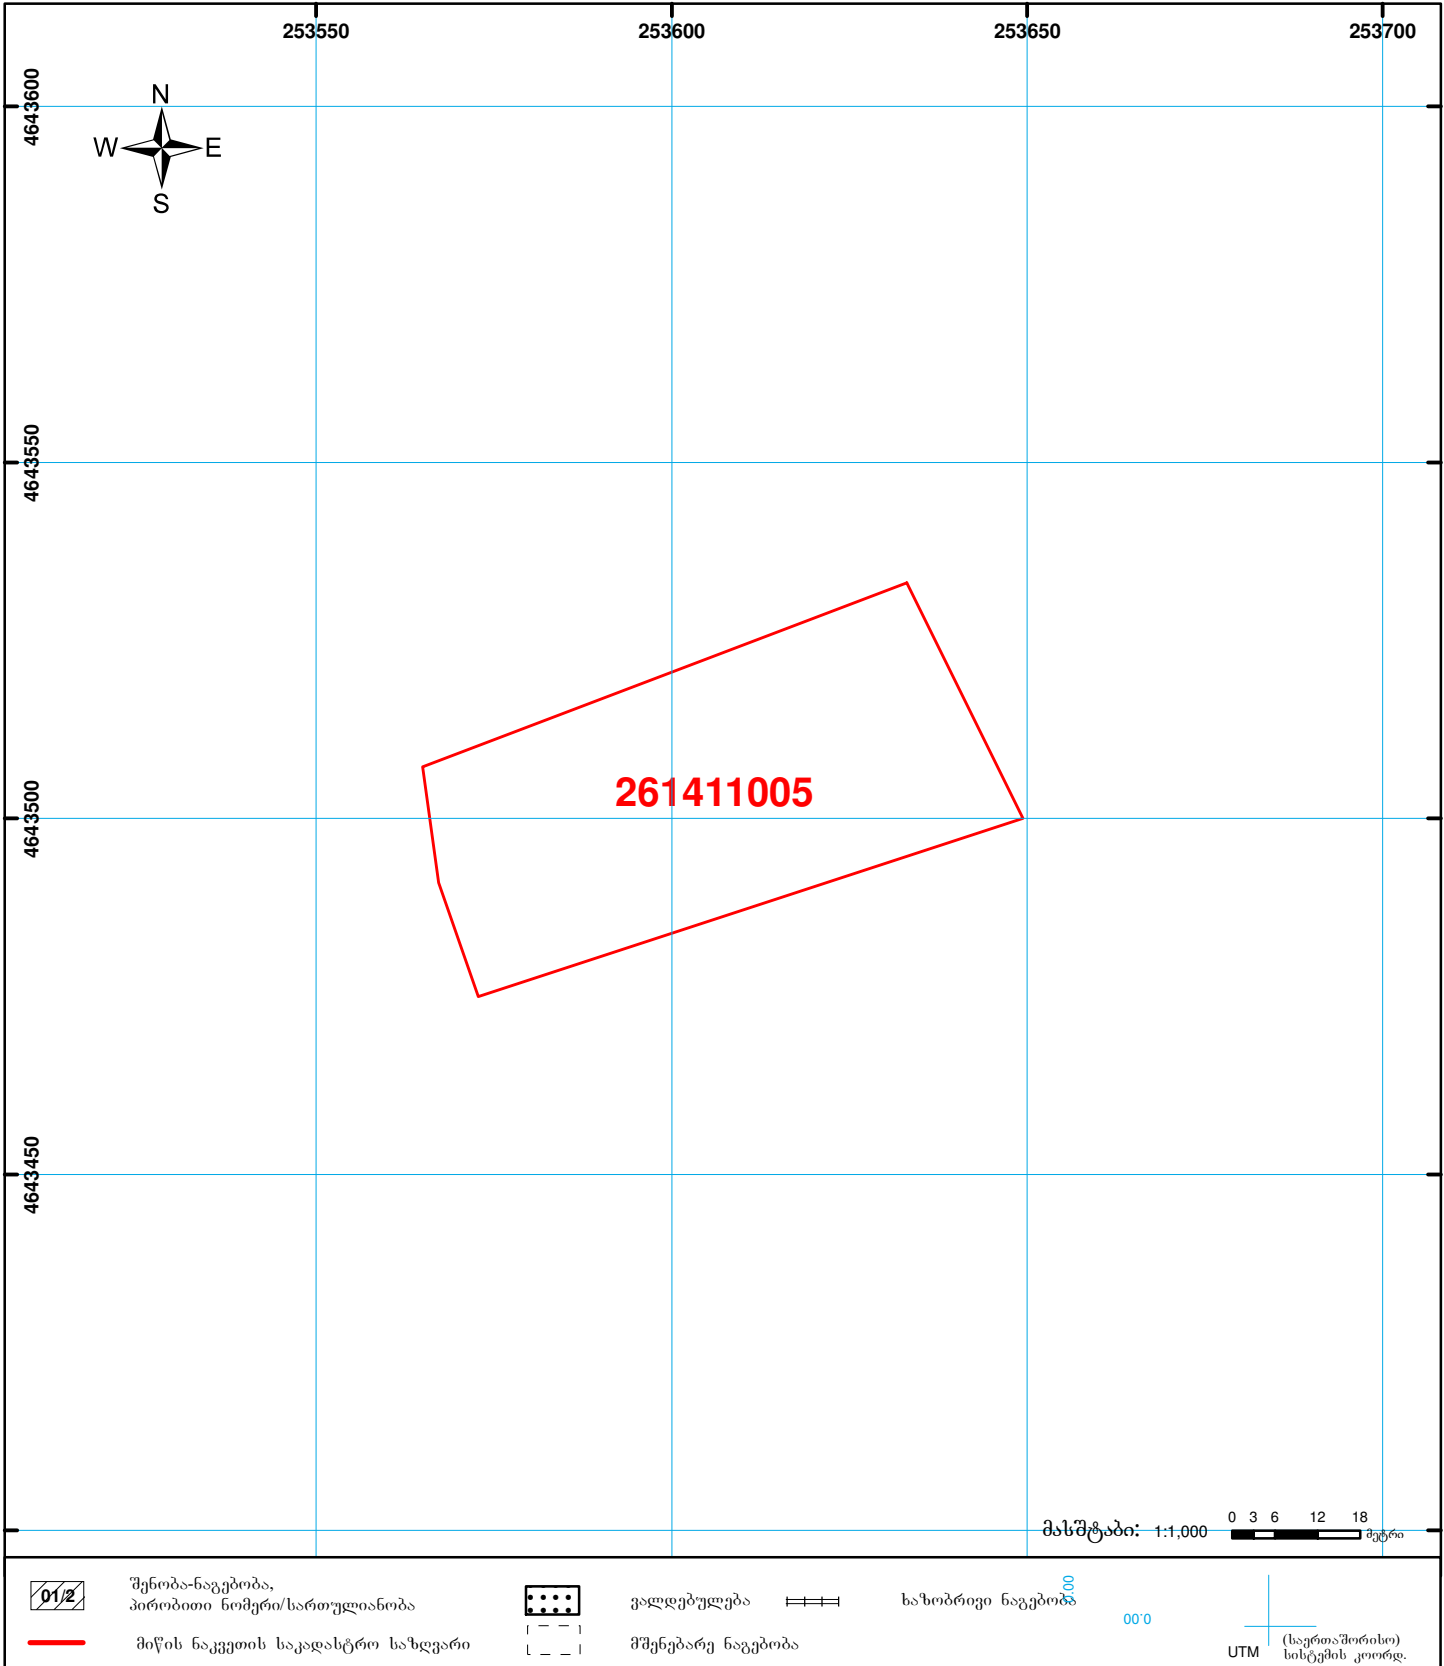 253550 253600 253650 253700
4643600
N
W E
S
4643550
261411005
4643500
4643450
მასშტაბი: 1:1,000
0 3 6 12 18
მეტრი
01/2
შენობა-ნაგებობა,
პირობითი ნომერი/სართულიანობა
ვალდებულება
ხაზობრივი ნაგებობა
0.00
0.00
მიწის ნაკვეთის საკადასტრო საზღვარი
მშენებარე ნაგებობა
UTM
(საერთაშორისო)
სისტემის კოორდ.